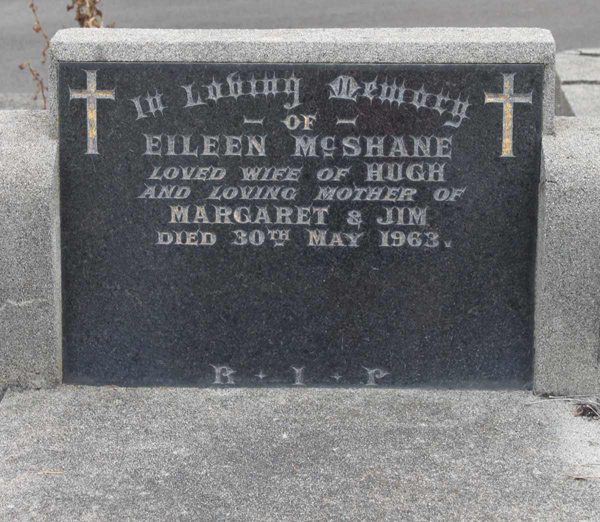 In Loving Memory
- OF -
EILEEN McSHANE
LOVED WIFE OF HUGH
AND LOVING MOTHER OF
MARGARET & JIM
DIED 30TH MAY 1963.
R · I · P